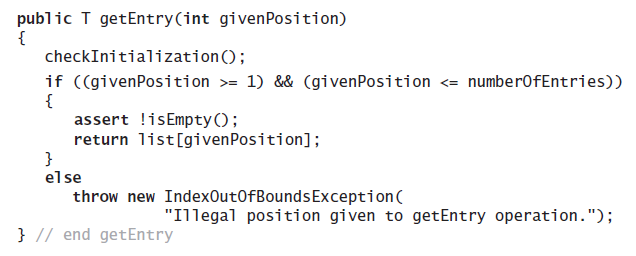 public T getEntry(int givenPosition)
{
   checkInitialization();
   if ((givenPosition >= 1) && (givenPosition <= numberOfEntries))
   {
      assert !isEmpty();
      return list[givenPosition];
   }
   else
      throw new IndexOutOfBoundsException(
                "Illegal position given to getEntry operation.");
} // end getEntry